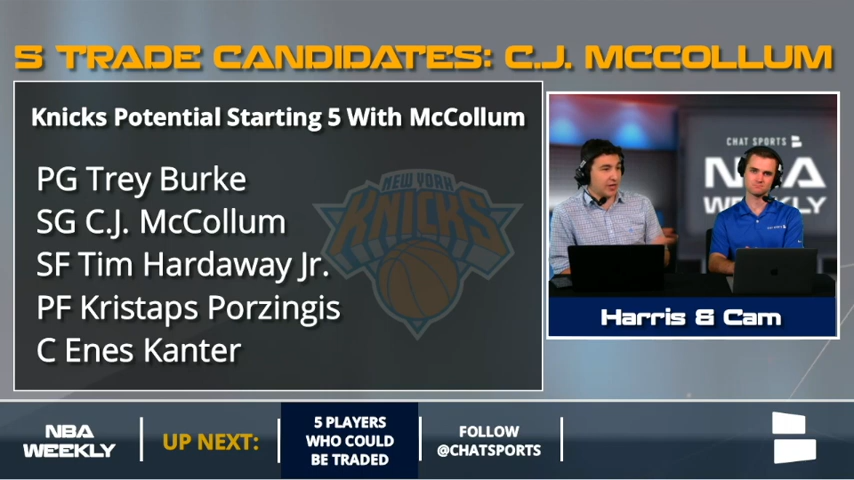 5 TRADE CANDIDATES: C.J. MCCOLLUM
Knicks Potential Starting 5 With McCollum
PG Trey Burke
SG C.J. McCollum
SF Tim Hardaway Jr.
PF Kristaps Porzingis
C Enes Kanter
NEW YORK
KNICKS
CHAT SPORTS
NBA
WEEKLY
Harris & Cam
NBA
WEEKLY
UP NEXT:
5 PLAYERS
WHO COULD
BE TRADED
FOLLOW
@CHATSPORTS